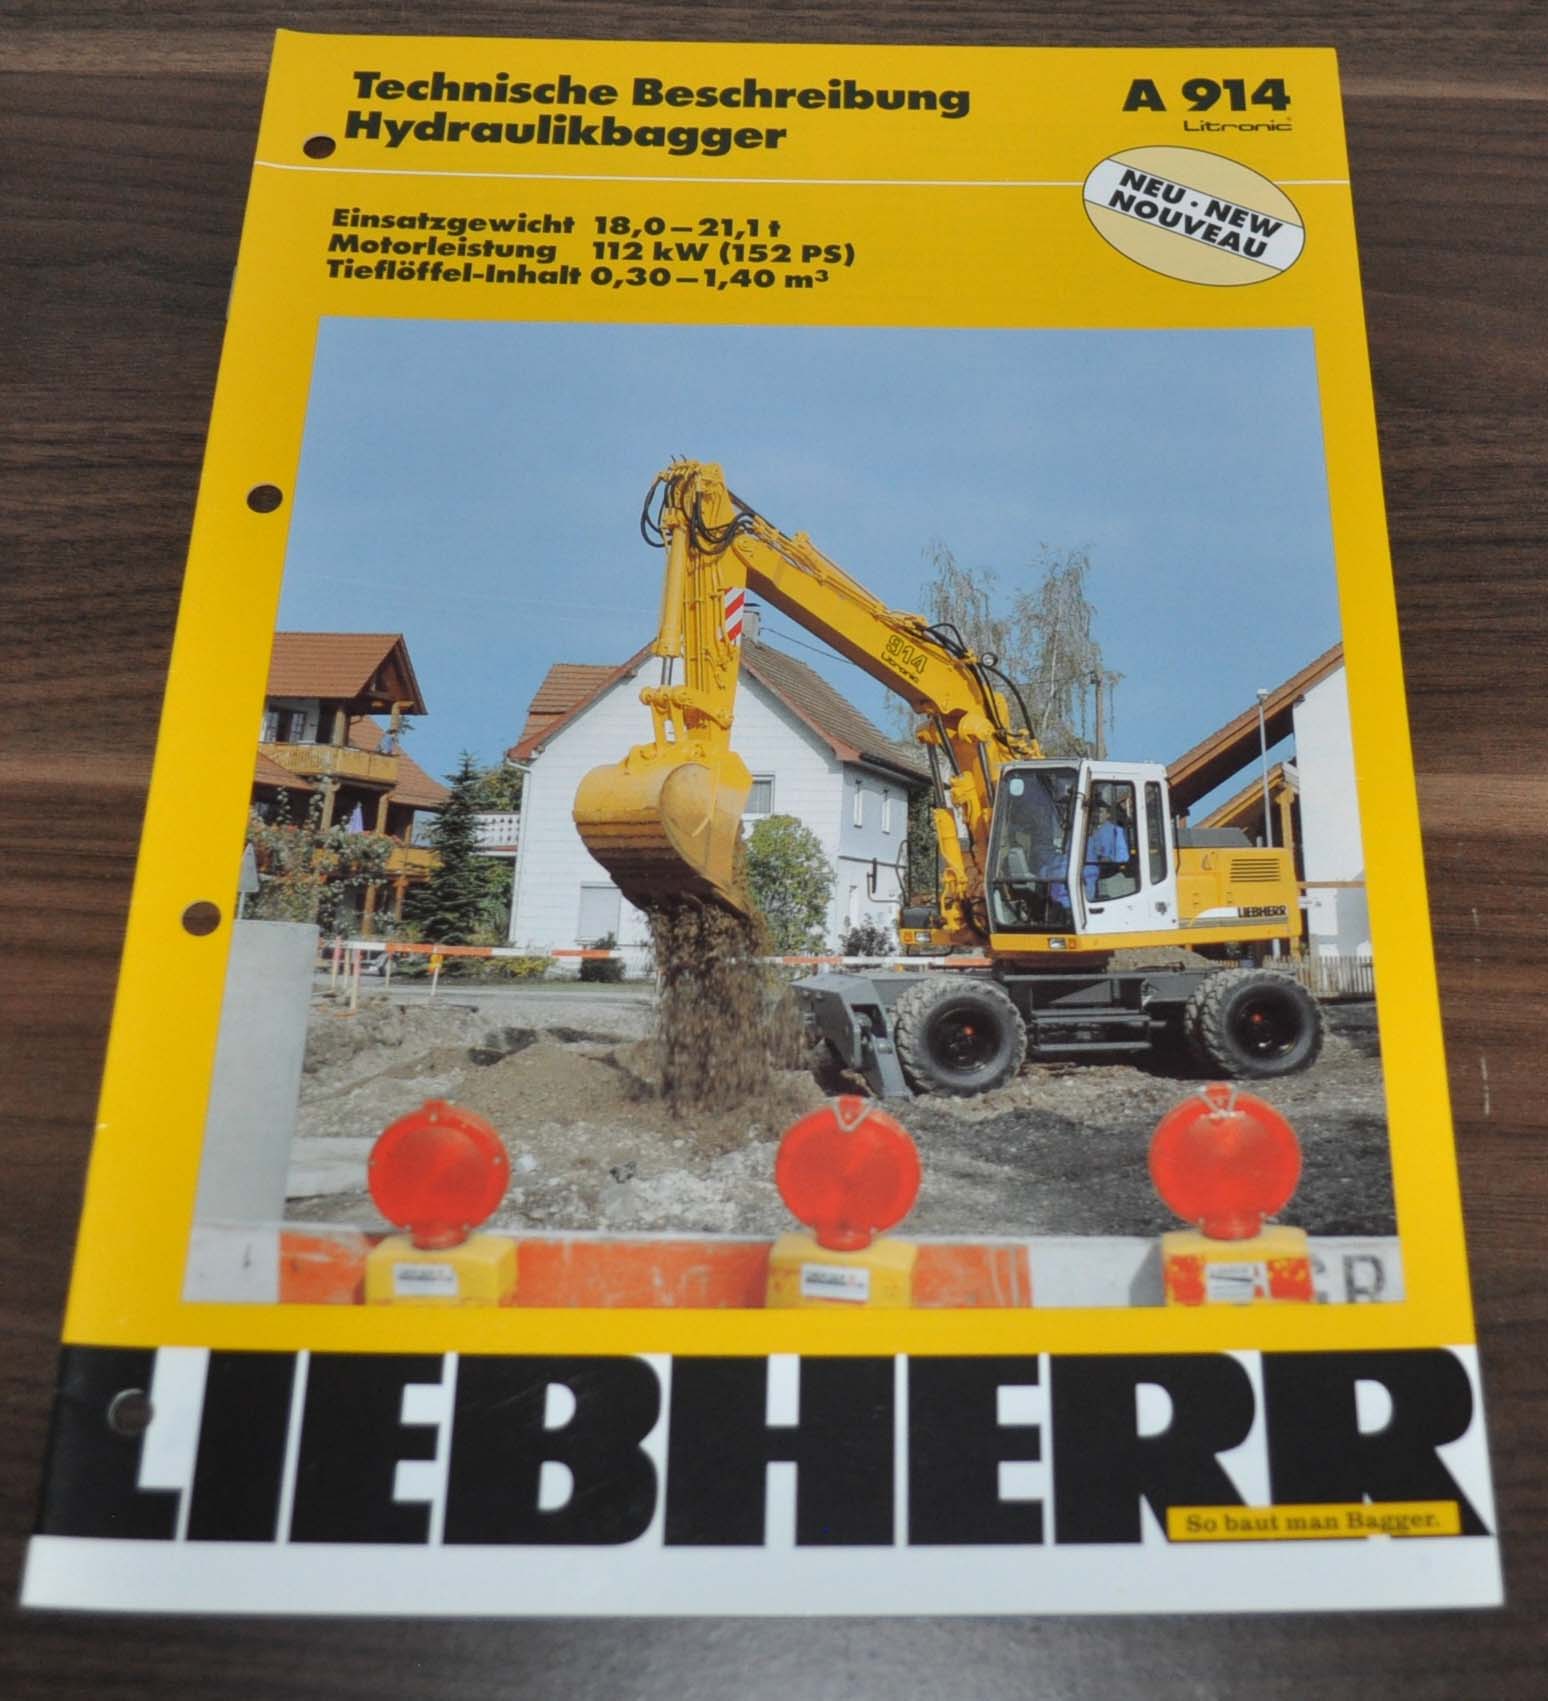 Technische Beschreibung
Hydraulikbagger
A 914
Litronic®
NEU · NEW
NOUVEAU
Einsatzgewicht 18,0–21,1 t
Motorleistung 112 kW (152 PS)
Tieflöffel-Inhalt 0,30–1,40 m³
914
Litronic
LIEBHERR
LIEBHERR
So baut man Bagger.